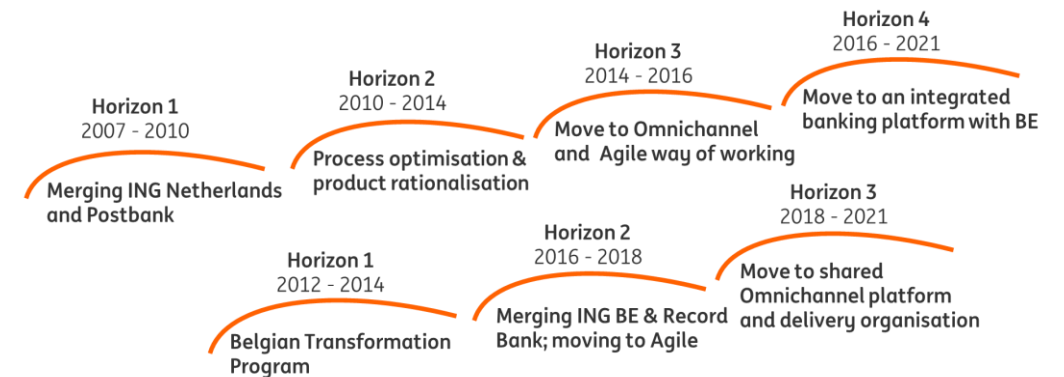 Horizon 1
2007 - 2010
Merging ING Netherlands
and Postbank
Horizon 2
2010 - 2014
Process optimisation &
product rationalisation
Horizon 3
2014 - 2016
Move to Omnichannel
and Agile way of working
Horizon 4
2016 - 2021
Move to an integrated
banking platform with BE
Horizon 1
2012 - 2014
Belgian Transformation
Program
Horizon 2
2016 - 2018
Merging ING BE & Record
Bank; moving to Agile
Horizon 3
2018 - 2021
Move to shared
Omnichannel platform
and delivery organisation